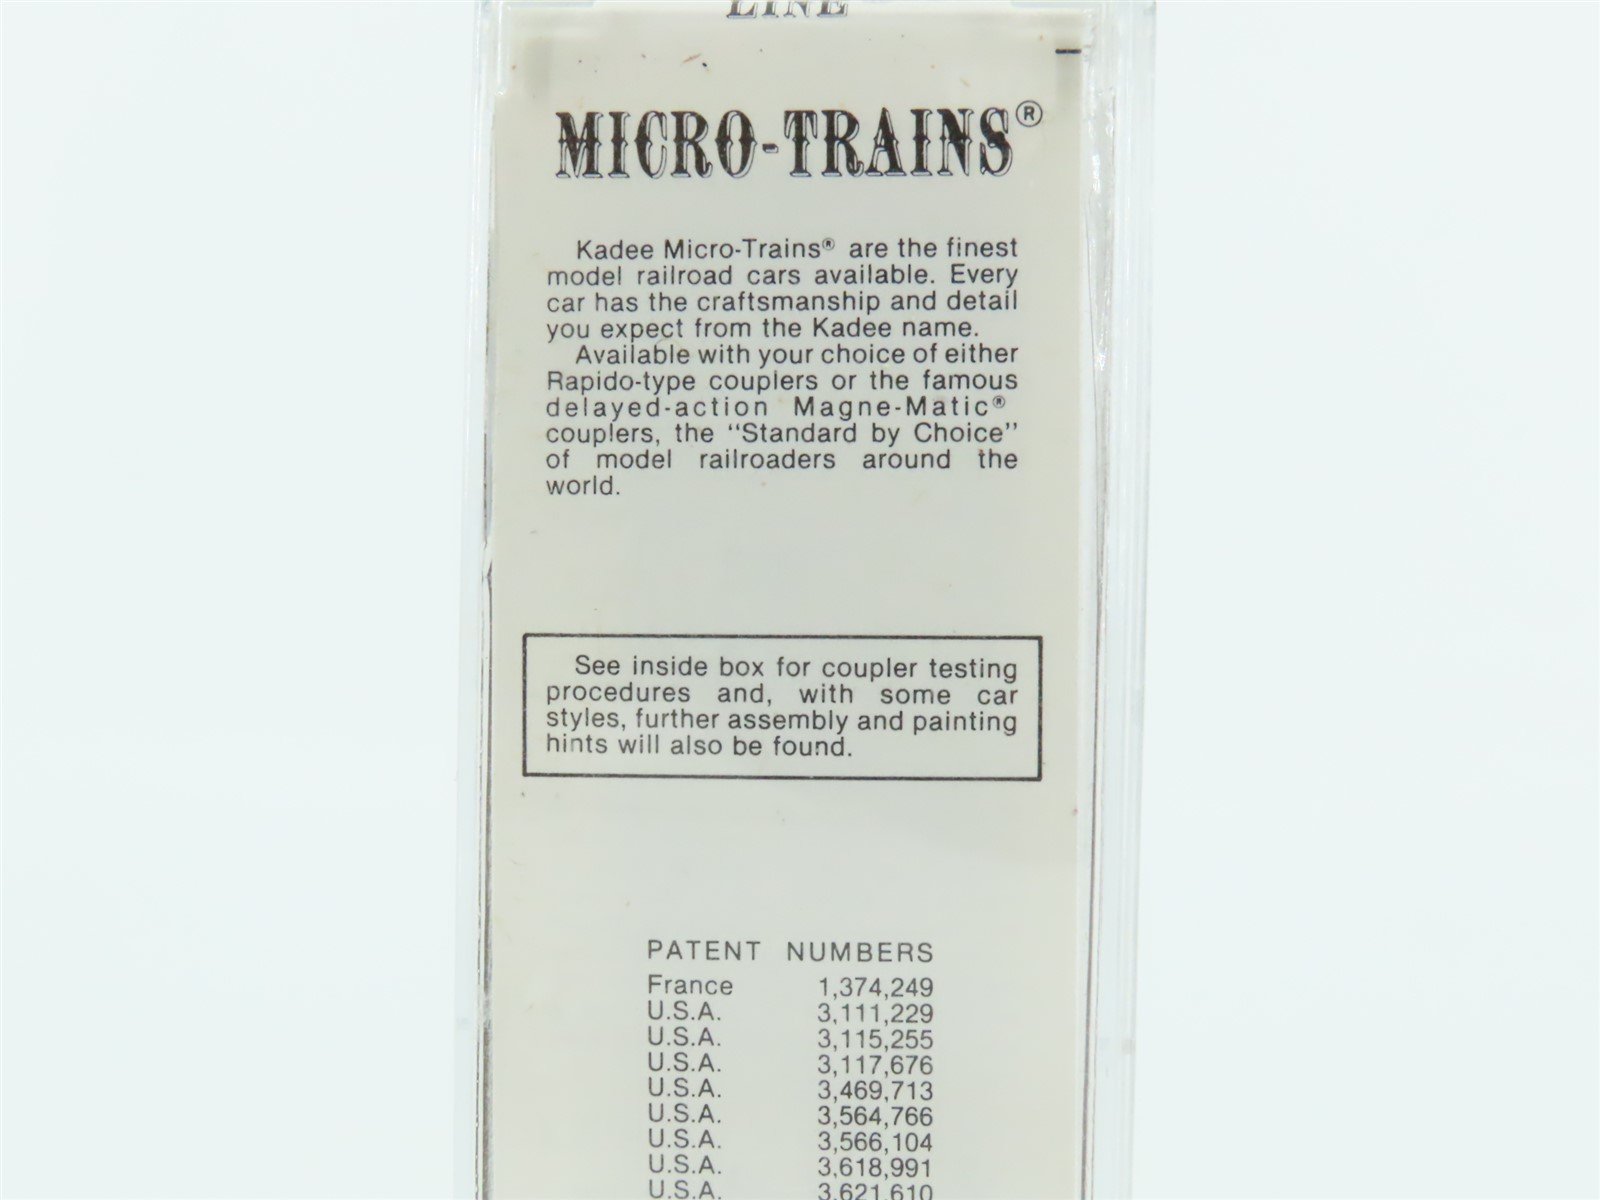 LINE
MICRO-TRAINS®
Kadee Micro-Trains® are the finest
model railroad cars available. Every
car has the craftsmanship and detail
you expect from the Kadee name.
Available with your choice of either
Rapido-type couplers or the famous
delayed-action Magne-Matic®
couplers, the "Standard by Choice"
of model railroaders around the
world.
See inside box for coupler testing
procedures and, with some car
styles, further assembly and painting
hints will also be found.
PATENT NUMBERS
France 1,374,249
U.S.A. 3,111,229
U.S.A. 3,115,255
U.S.A. 3,117,676
U.S.A. 3,469,713
U.S.A. 3,564,766
U.S.A. 3,566,104
U.S.A. 3,618,991
U.S.A. 3,621,610